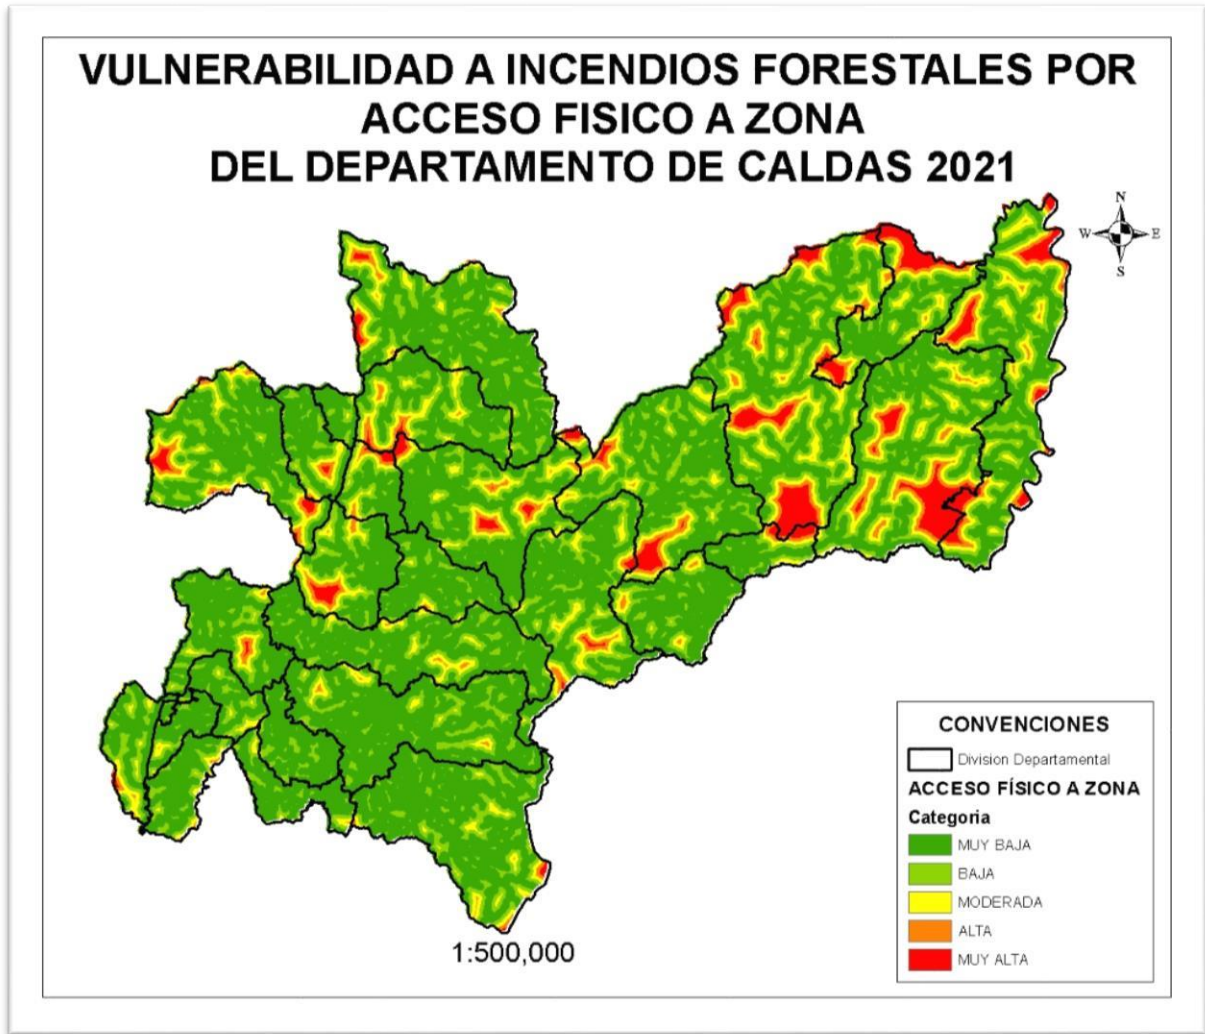 VULNERABILIDAD A INCENDIOS FORESTALES POR
ACCESO FISICO A ZONA
DEL DEPARTAMENTO DE CALDAS 2021
N
W E
S
CONVENCIONES
Division Departamental
ACCESO FÍSICO A ZONA
Categoria
MUY BAJA
BAJA
MODERADA
ALTA
MUY ALTA
1:500,000